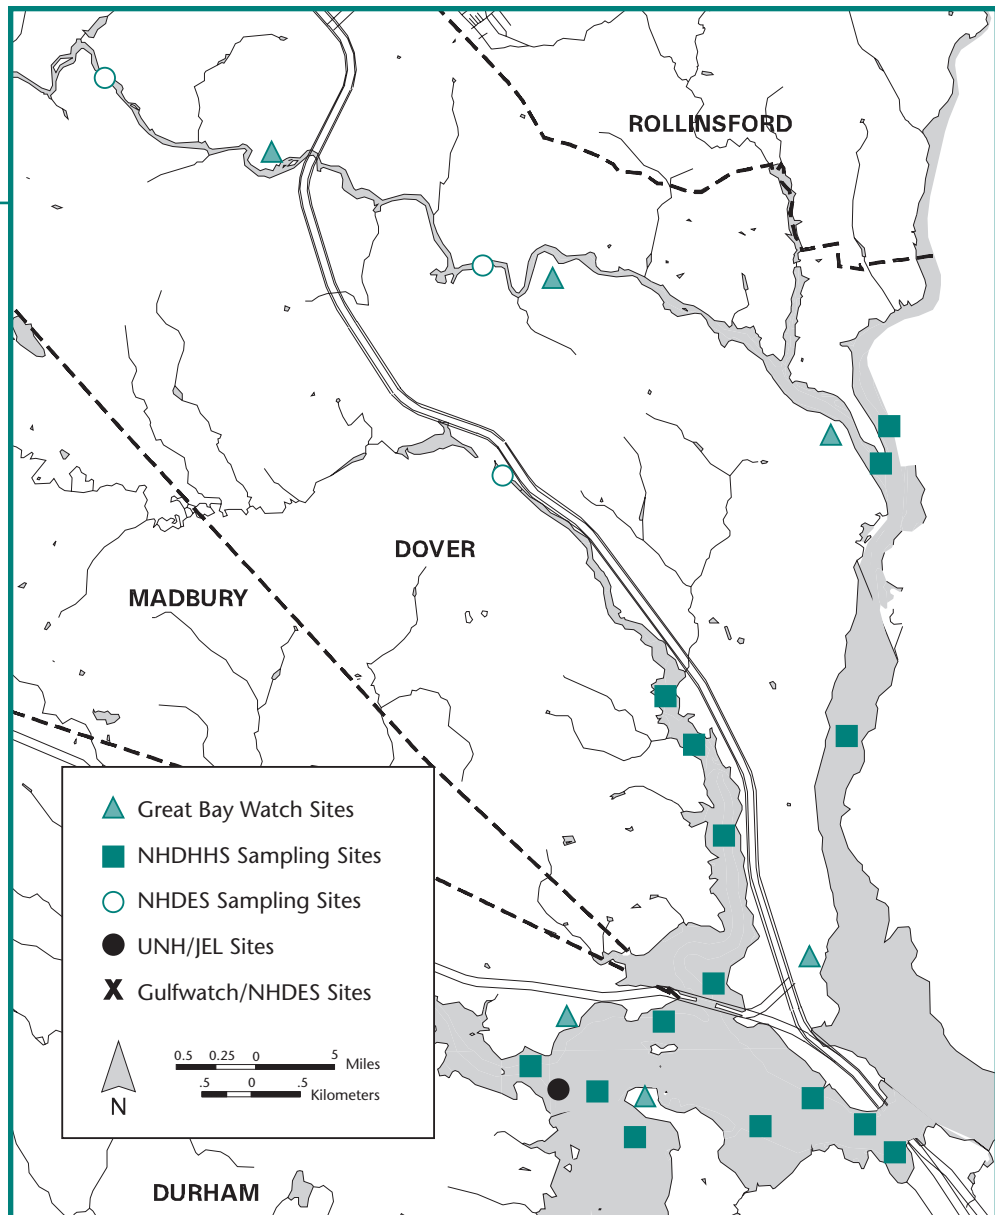 ROLLINSFORD
DOVER
MADBURY
Great Bay Watch Sites
NHDHHS Sampling Sites
NHDES Sampling Sites
UNH/JEL Sites
X Gulfwatch/NHDES Sites
0.5 0.25 0 5 Miles
.5 0 .5 Kilometers
N
DURHAM